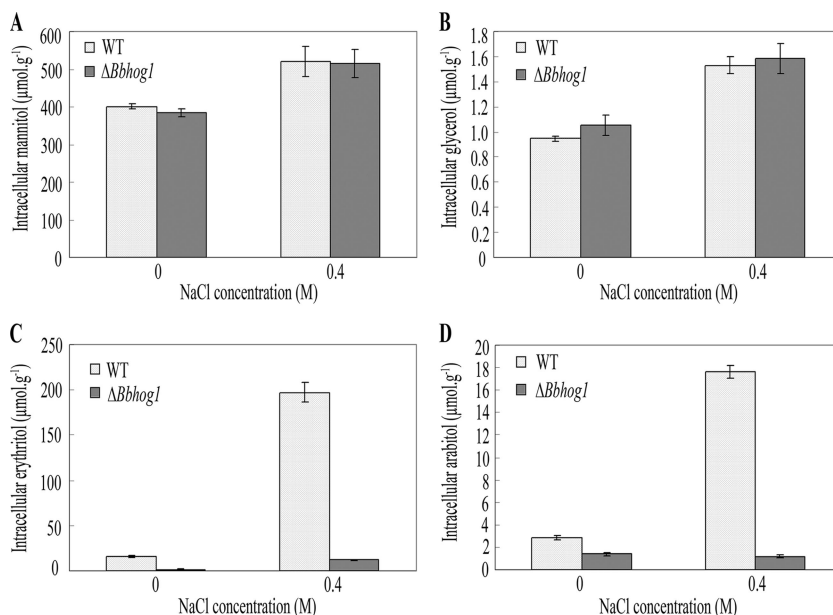 A
600
500
400
300
200
100
0
Intracellular mannitol (µmol.g⁻¹)
WT
ΔBbhog1
0
0.4
NaCl concentration (M)
B
1.8
1.6
1.4
1.2
1.0
0.8
0.6
0.4
0.2
0
Intracellular glycerol (µmol.g⁻¹)
WT
ΔBbhog1
0
0.4
NaCl concentration (M)
C
250
200
150
100
50
0
Intracellular erythritol (µmol.g⁻¹)
WT
ΔBbhog1
0
0.4
NaCl concentration (M)
D
20
18
16
14
12
10
8
6
4
2
0
Intracellular arabitol (µmol.g⁻¹)
WT
ΔBbhog1
0
0.4
NaCl concentration (M)